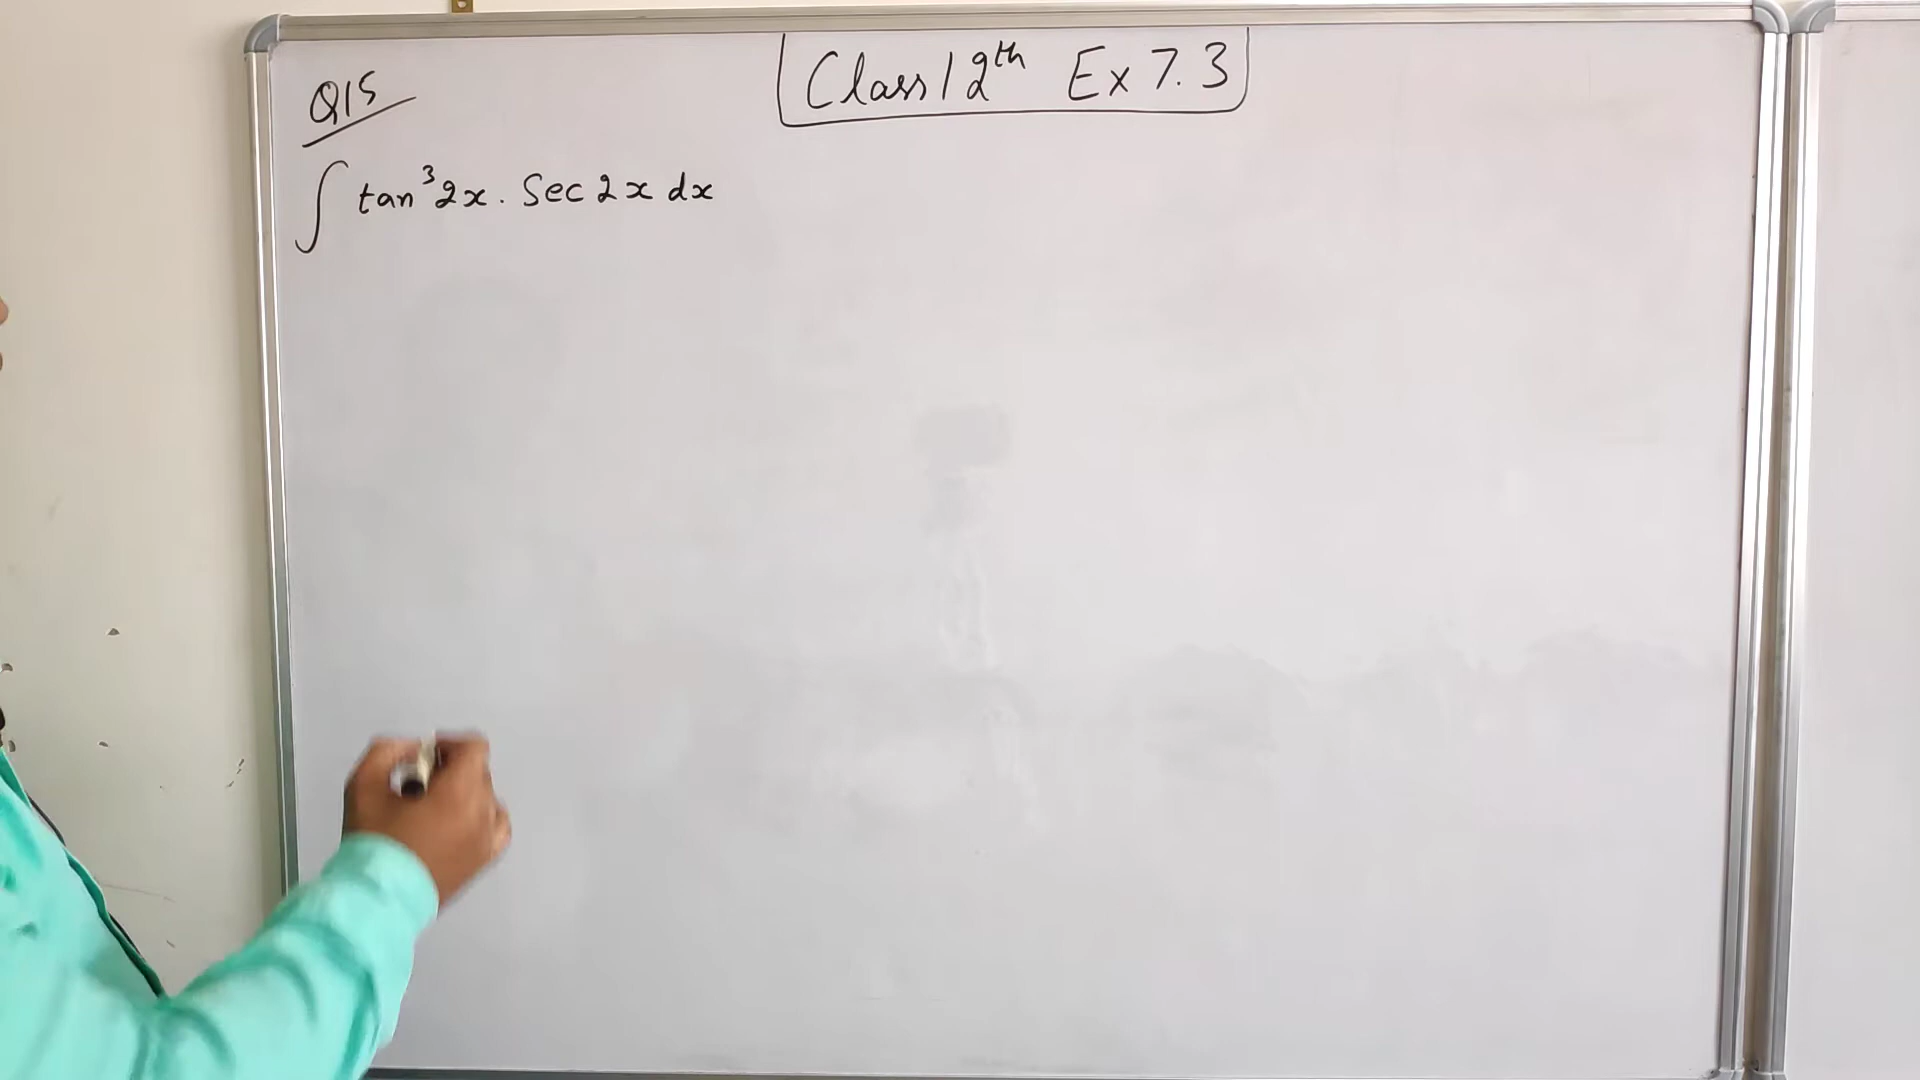 Class 12th Ex 7.3
Q15
∫ tan³2x . Sec 2x dx